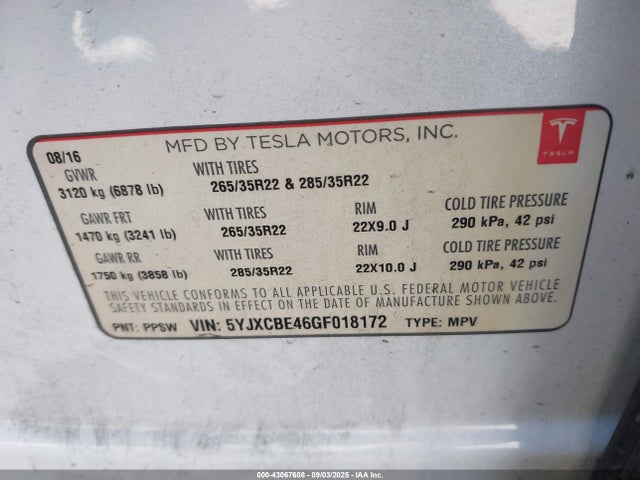 MFD BY TESLA MOTORS, INC.
TESLA
08/16
GVWR
3120 kg (6878 lb)
WITH TIRES
265/35R22 & 285/35R22
GAWR FRT
1470 kg (3241 lb)
WITH TIRES
265/35R22
RIM
22X9.0 J
COLD TIRE PRESSURE
290 kPa, 42 psi
GAWR RR
1750 kg (3858 lb)
WITH TIRES
285/35R22
RIM
22X10.0 J
COLD TIRE PRESSURE
290 kPa, 42 psi
THIS VEHICLE CONFORMS TO ALL APPLICABLE U.S. FEDERAL MOTOR VEHICLE
SAFETY STANDARDS IN EFFECT ON THE DATE OF MANUFACTURE SHOWN ABOVE.
PNT: PPSW VIN: 5YJXCBE46GF018172 TYPE: MPV
000-43067608 - 09/03/2025 - IAA Inc.